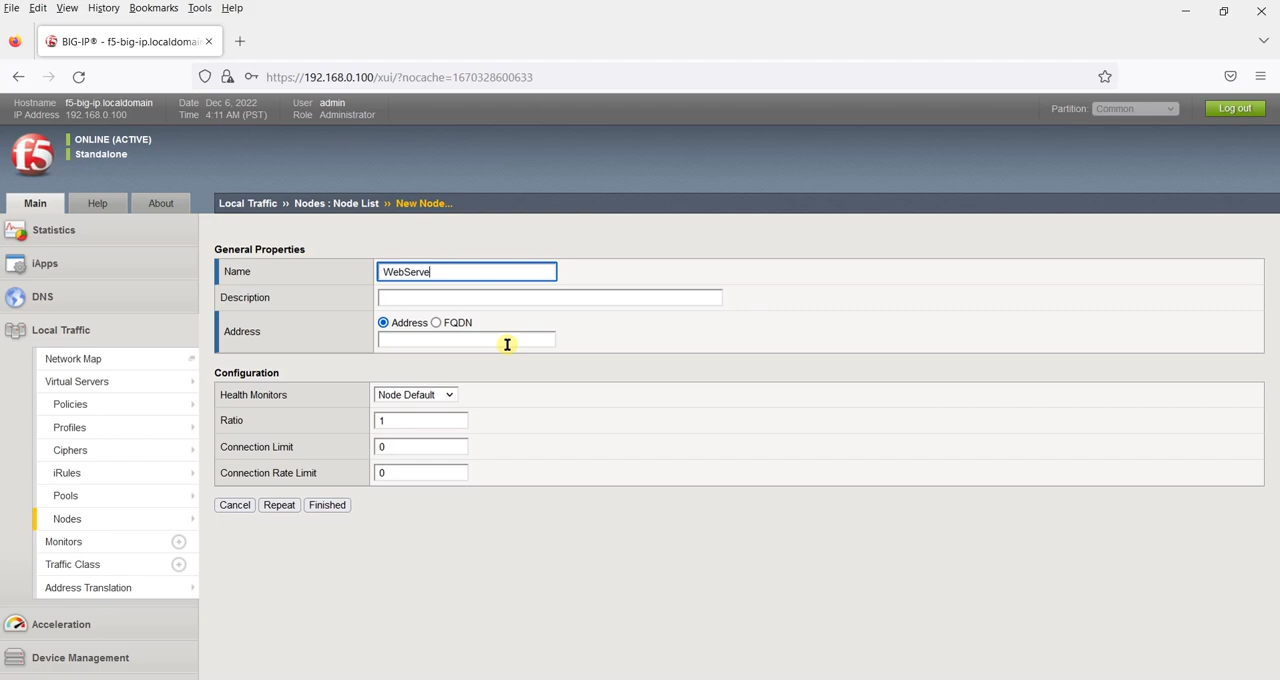 File Edit View History Bookmarks Tools Help
BIG-IP® - f5-big-ip.localdomain
https://192.168.0.100/xui/?nocache=1670328600633
Hostname f5-big-ip.localdomain Date Dec 6, 2022 User admin
IP Address 192.168.0.100 Time 4:11 AM (PST) Role Administrator
Partition: Common Log out
f5
ONLINE (ACTIVE)
Standalone
Main Help About
Local Traffic ›› Nodes : Node List ›› New Node...
Statistics
iApps
DNS
Local Traffic
Network Map
Virtual Servers
Policies
Profiles
Ciphers
iRules
Pools
Nodes
Monitors
Traffic Class
Address Translation
Acceleration
Device Management
General Properties
Name WebServe
Description
Address Address FQDN
Configuration
Health Monitors Node Default
Ratio 1
Connection Limit 0
Connection Rate Limit 0
Cancel Repeat Finished